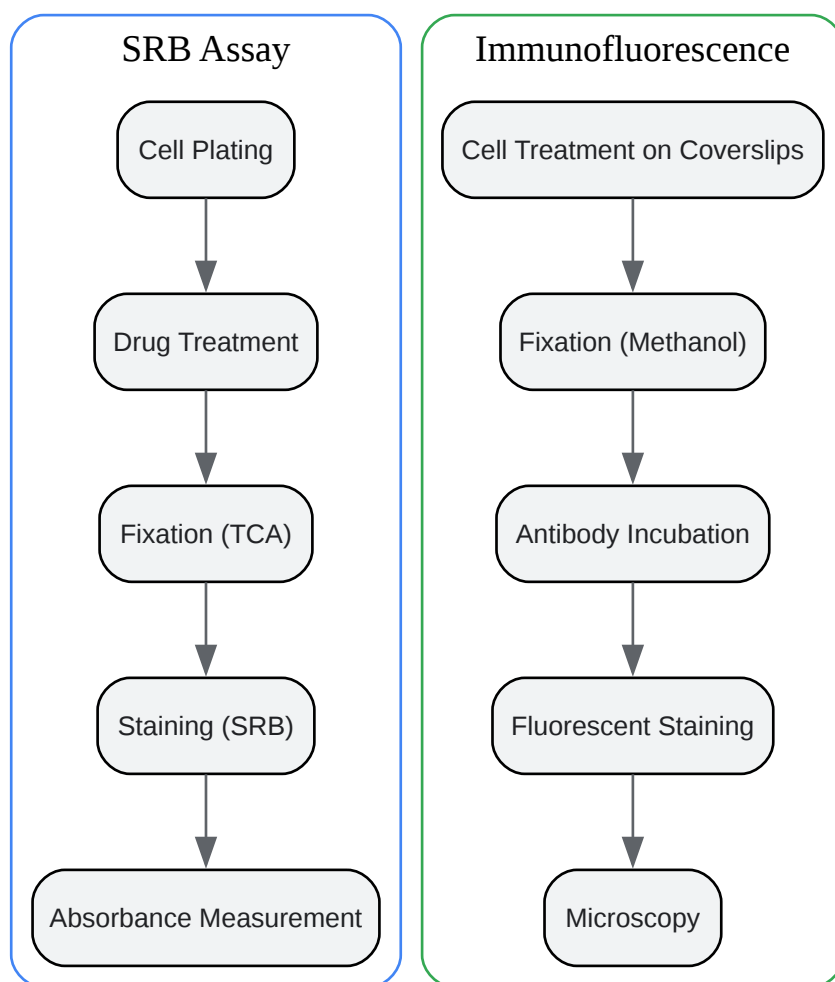 SRB Assay
Cell Plating
Drug Treatment
Fixation (TCA)
Staining (SRB)
Absorbance Measurement
Immunofluorescence
Cell Treatment on Coverslips
Fixation (Methanol)
Antibody Incubation
Fluorescent Staining
Microscopy